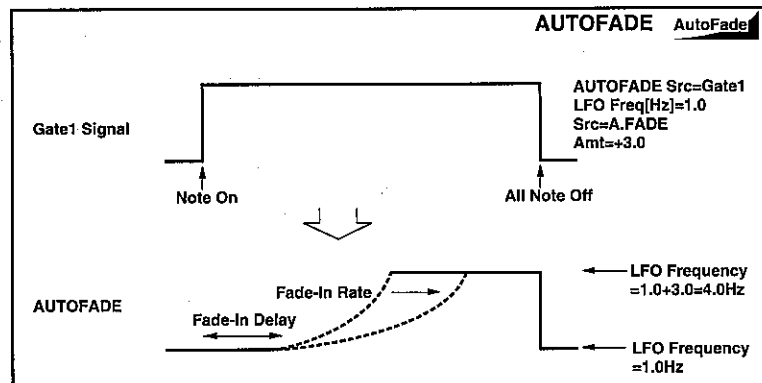 AUTOFADE AutoFade
AUTOFADE Src=Gate1
LFO Freq[Hz]=1.0
Src=A.FADE
Amt=+3.0
Gate1 Signal
Note On
All Note Off
LFO Frequency
=1.0+3.0=4.0Hz
Fade-In Rate
AUTOFADE
Fade-In Delay
LFO Frequency
=1.0Hz